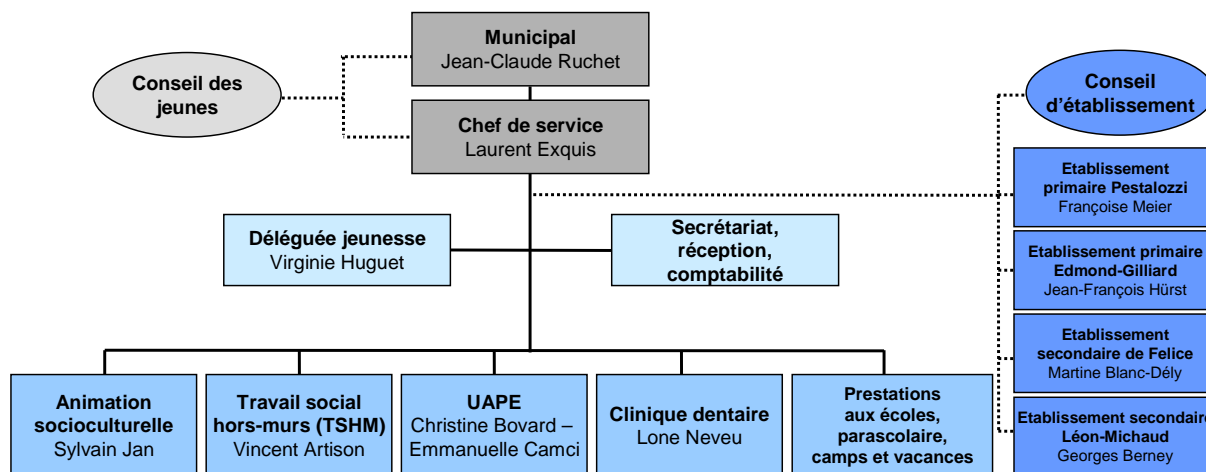 Municipal
Jean-Claude Ruchet
Conseil des
jeunes
Chef de service
Laurent Exquis
Conseil
d'établissement
Etablissement
primaire Pestalozzi
Françoise Meier
Etablissement primaire
Edmond-Gilliard
Jean-François Hürst
Etablissement
secondaire de Felice
Martine Blanc-Dély
Etablissement secondaire
Léon-Michaud
Georges Berney
Déléguée jeunesse
Virginie Huguet
Secrétariat,
réception,
comptabilité
Animation
socioculturelle
Sylvain Jan
Travail social
hors-murs (TSHM)
Vincent Artison
UAPE
Christine Bovard –
Emmanuelle Camci
Clinique dentaire
Lone Neveu
Prestations
aux écoles,
parascolaire,
camps et vacances